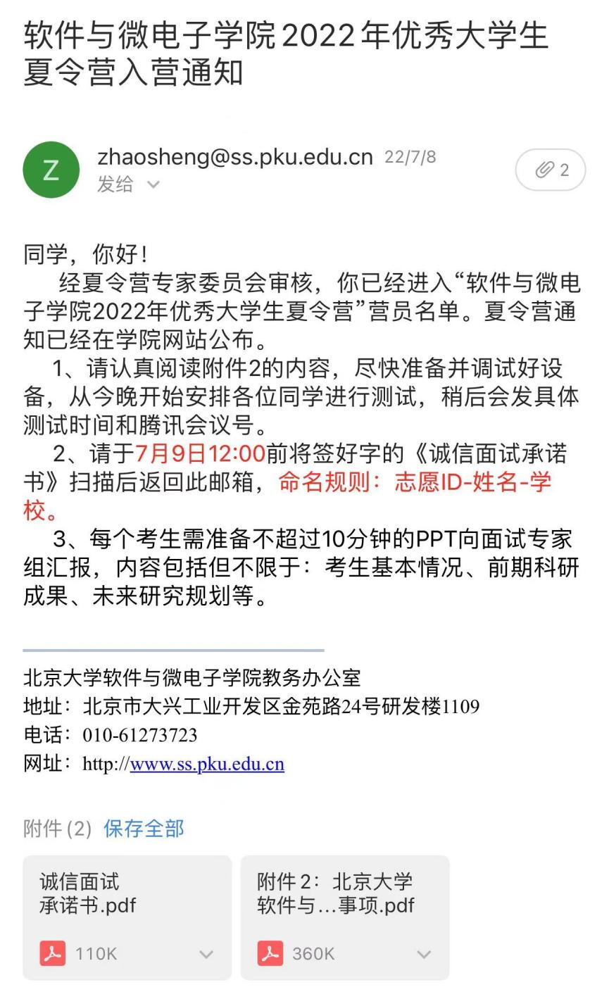 软件与微电子学院2022年优秀大学生
夏令营入营通知
Z
zhaosheng@ss.pku.edu.cn 22/7/8
发给
2
同学，你好！
经夏令营专家委员会审核，你已经进入“软件与微电
子学院2022年优秀大学生夏令营”营员名单。夏令营通
知已经在学院网站公布。
1、请认真阅读附件2的内容，尽快准备并调试好设
备，从今晚开始安排各位同学进行测试，稍后会发具体
测试时间和腾讯会议号。
2、请于7月9日12:00前将签好字的《诚信面试承诺
书》扫描后返回此邮箱，命名规则：志愿ID-姓名-学
校。
3、每个考生需准备不超过10分钟的PPT向面试专家
组汇报，内容包括但不限于：考生基本情况、前期科研
成果、未来研究规划等。
北京大学软件与微电子学院教务办公室
地址：北京市大兴工业开发区金苑路24号研发楼1109
电话：010-61273723
网址：http://www.ss.pku.edu.cn
附件(2) 保存全部
诚信面试
承诺书.pdf
110K
附件2：北京大学
软件与...事项.pdf
360K